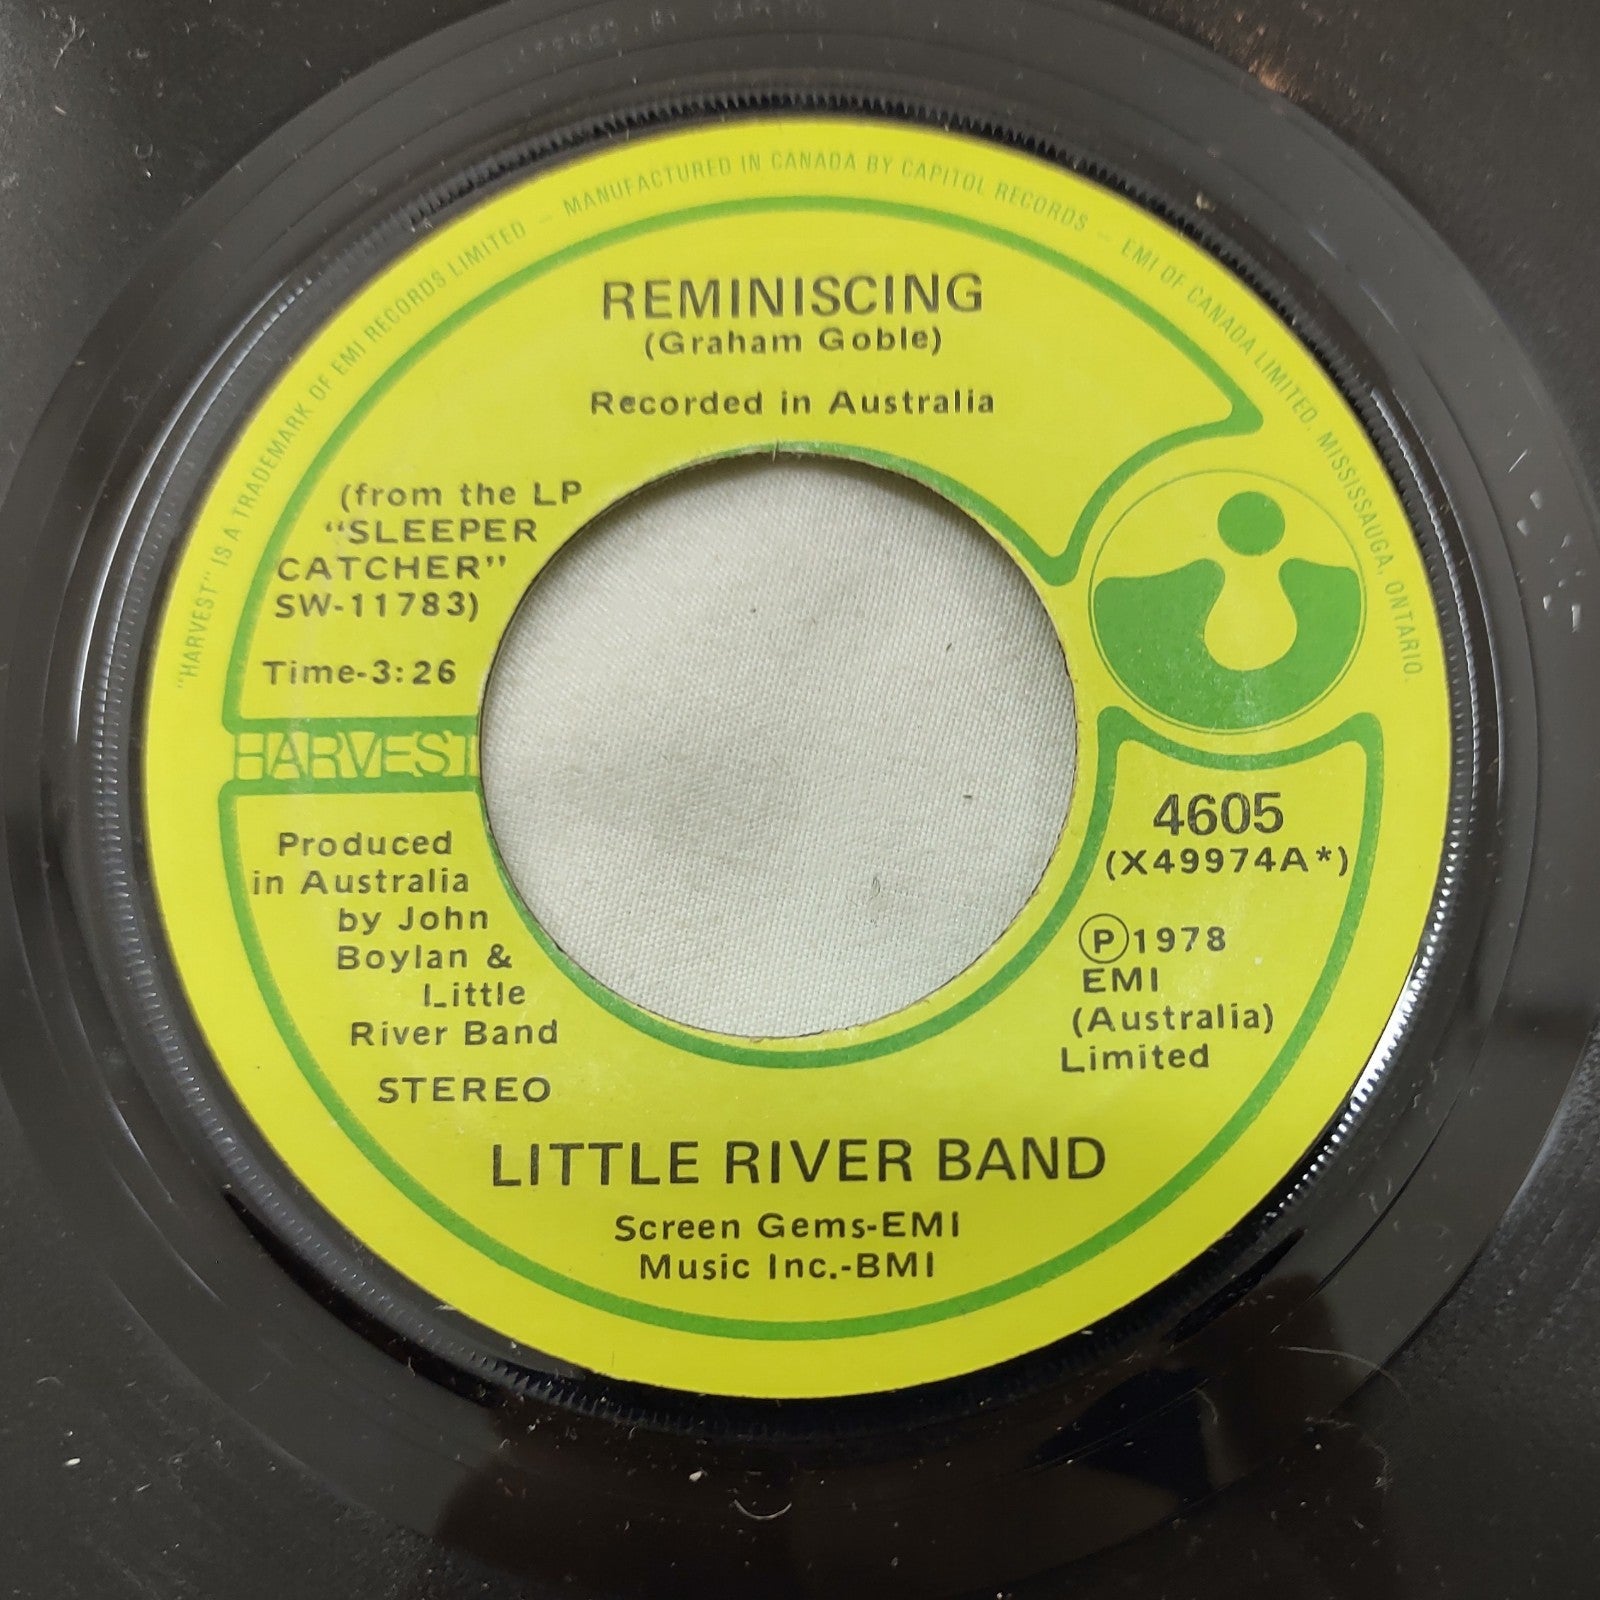 "HARVEST" IS A TRADEMARK OF EMI RECORDS LIMITED – MANUFACTURED IN CANADA BY CAPITOL RECORDS – EMI OF CANADA LIMITED, MISSISSAUGA, ONTARIO.
REMINISCING
(Graham Goble)
Recorded in Australia
(from the LP
"SLEEPER
CATCHER"
SW-11783)
Time-3:26
HARVEST
Produced
in Australia
by John
Boylan &
Little
River Band
STEREO
4605
(X49974A*)
Ⓟ1978
EMI
(Australia)
Limited
LITTLE RIVER BAND
Screen Gems-EMI
Music Inc.-BMI